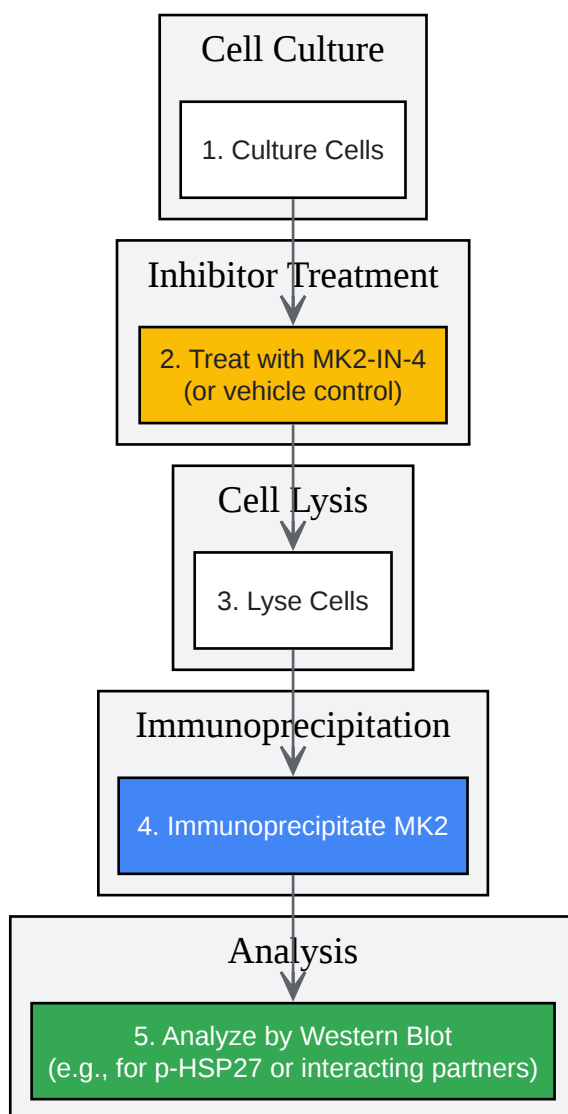 Cell Culture
1. Culture Cells
Inhibitor Treatment
2. Treat with MK2-IN-4
(or vehicle control)
Cell Lysis
3. Lyse Cells
Immunoprecipitation
4. Immunoprecipitate MK2
Analysis
5. Analyze by Western Blot
(e.g., for p-HSP27 or interacting partners)